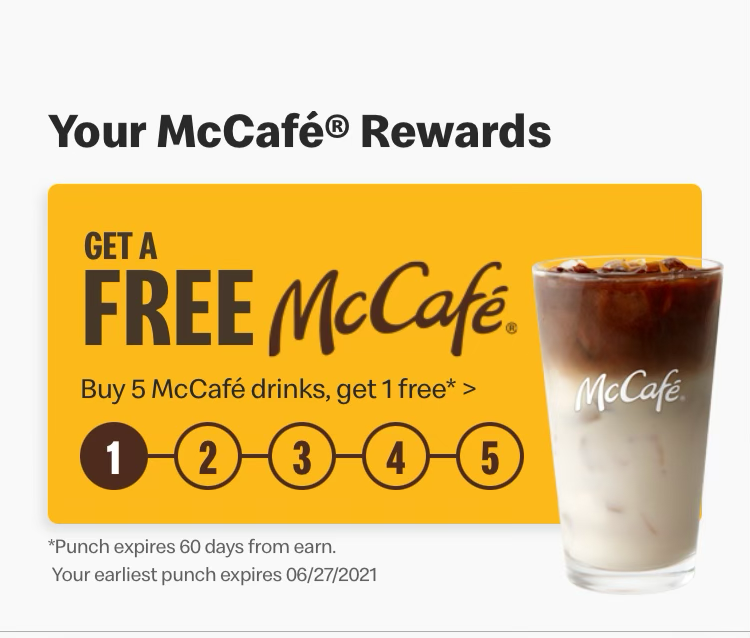 Your McCafé® Rewards
GET A
FREE McCafé®
Buy 5 McCafé drinks, get 1 free* >
1 2 3 4 5
McCafé®
*Punch expires 60 days from earn.
Your earliest punch expires 06/27/2021